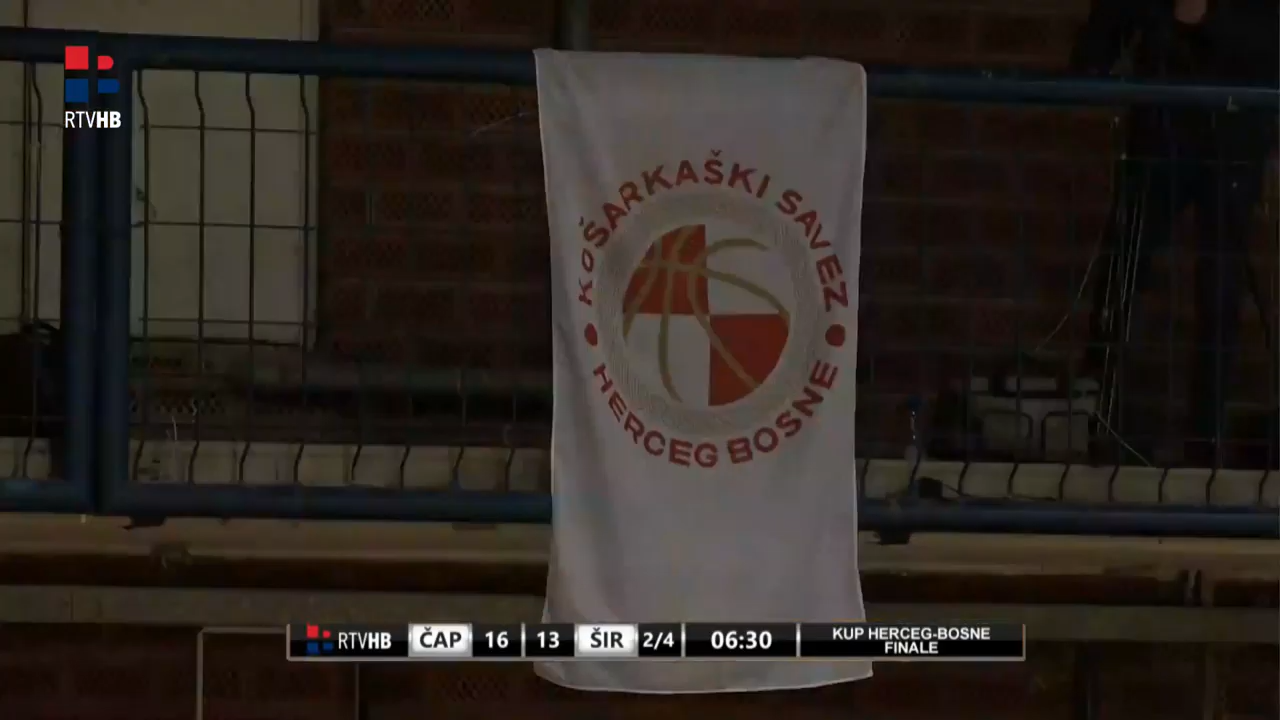 RTVHB
KOŠARKAŠKI SAVEZ
HERCEG BOSNE
RTVHB ČAP 16 13 ŠIR 2/4 06:30 KUP HERCEG-BOSNE
FINALE